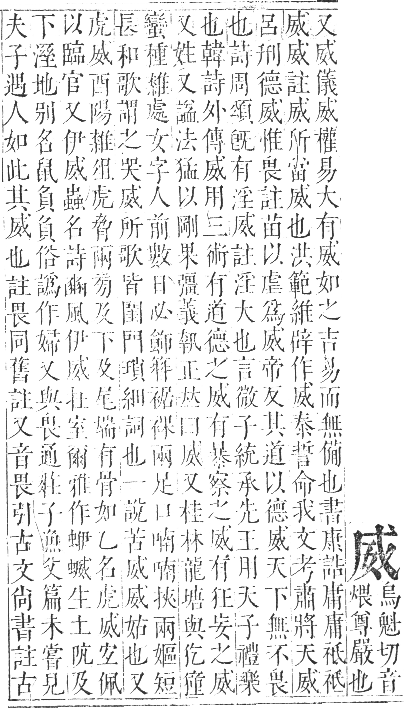 威烏魁切音
煨尊嚴也
又威儀威權易大有威如之吉易而無備也書康誥庸庸祗祗
威威註威所當威也洪範維辟作威泰誓命我文考肅將天威
呂刑德威惟畏註苗以虐爲威帝反其道以德威天下無不畏
也詩周頌旣有淫威註淫大也言微子統承先王用天子禮樂
也韓詩外傳威用三術有道德之威有暴察之威有狂妄之威
又姓又諡法猛以剛果彊義執正𠀤曰威又桂林龍塘與仡獞
蠻種雜處女字人前數日必飾裸兩足口喃喃挾兩嫗短
長和歌謂之哭威所歌皆閨門瑣細詞也一說苦威威姑也又
虎威酉陽雜俎虎脅兩㫄及下及尾端有骨如乙名虎威宐佩
以臨官又伊威蟲名詩豳風伊威在室爾雅作蛜蝛生土阬及
下溼地別名鼠負負俗譌作婦又與畏通莊子漁父篇未嘗見
夫子遇人如此其威也註畏同舊註又音畏引古文尙書註古